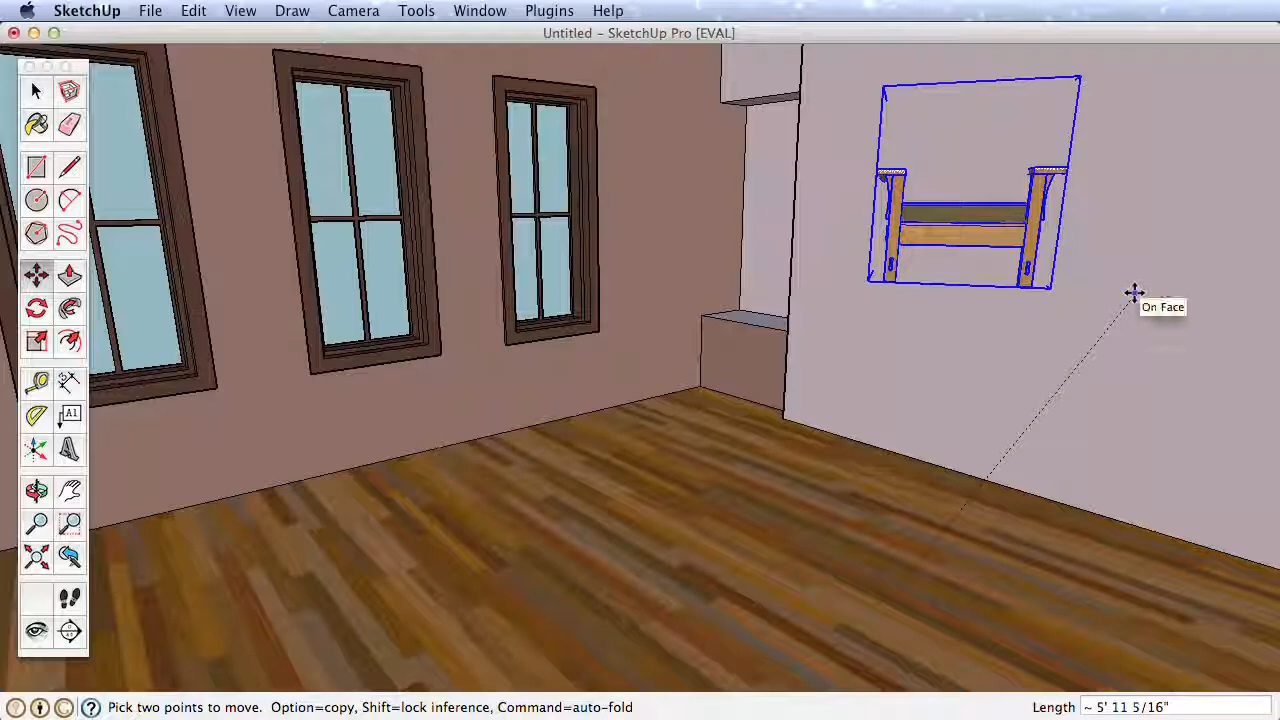 SketchUp File Edit View Draw Camera Tools Window Plugins Help
Untitled – SketchUp Pro [EVAL]
On Face
A1
Pick two points to move. Option=copy, Shift=lock inference, Command=auto-fold
Length ~ 5' 11 5/16"